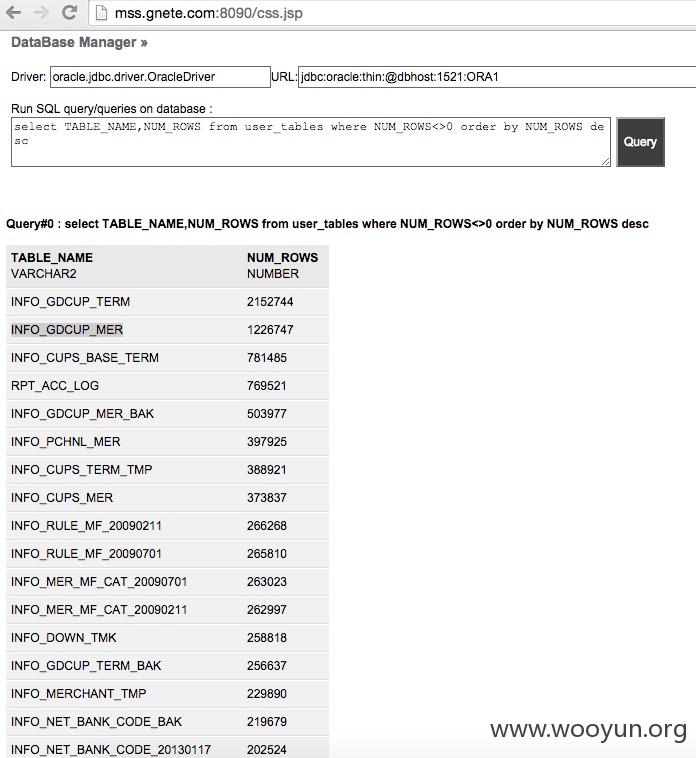 mss.gnete.com:8090/css.jsp
DataBase Manager »
Driver: oracle.jdbc.driver.OracleDriver URL: jdbc:oracle:thin:@dbhost:1521:ORA1
Run SQL query/queries on database :
select TABLE_NAME,NUM_ROWS from user_tables where NUM_ROWS<>0 order by NUM_ROWS de
sc
Query
Query#0 : select TABLE_NAME,NUM_ROWS from user_tables where NUM_ROWS<>0 order by NUM_ROWS desc
TABLE_NAME NUM_ROWS
VARCHAR2 NUMBER
INFO_GDCUP_TERM 2152744
INFO_GDCUP_MER 1226747
INFO_CUPS_BASE_TERM 781485
RPT_ACC_LOG 769521
INFO_GDCUP_MER_BAK 503977
INFO_PCHNL_MER 397925
INFO_CUPS_TERM_TMP 388921
INFO_CUPS_MER 373837
INFO_RULE_MF_20090211 266268
INFO_RULE_MF_20090701 265810
INFO_MER_MF_CAT_20090701 263023
INFO_MER_MF_CAT_20090211 262997
INFO_DOWN_TMK 258818
INFO_GDCUP_TERM_BAK 256637
INFO_MERCHANT_TMP 229890
INFO_NET_BANK_CODE_BAK 219679
INFO_NET_BANK_CODE_20130117 202524
www.wooyun.org